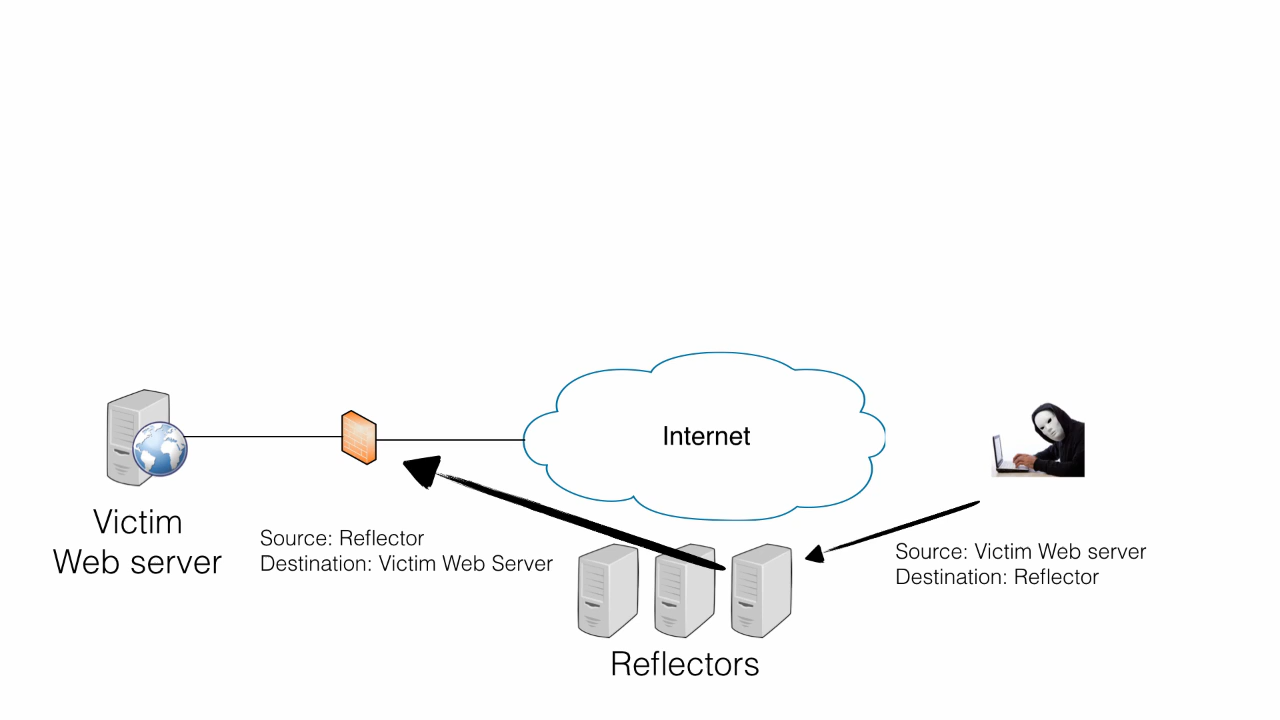 Internet
Victim
Web server
Source: Reflector
Destination: Victim Web Server
Source: Victim Web server
Destination: Reflector
Reflectors